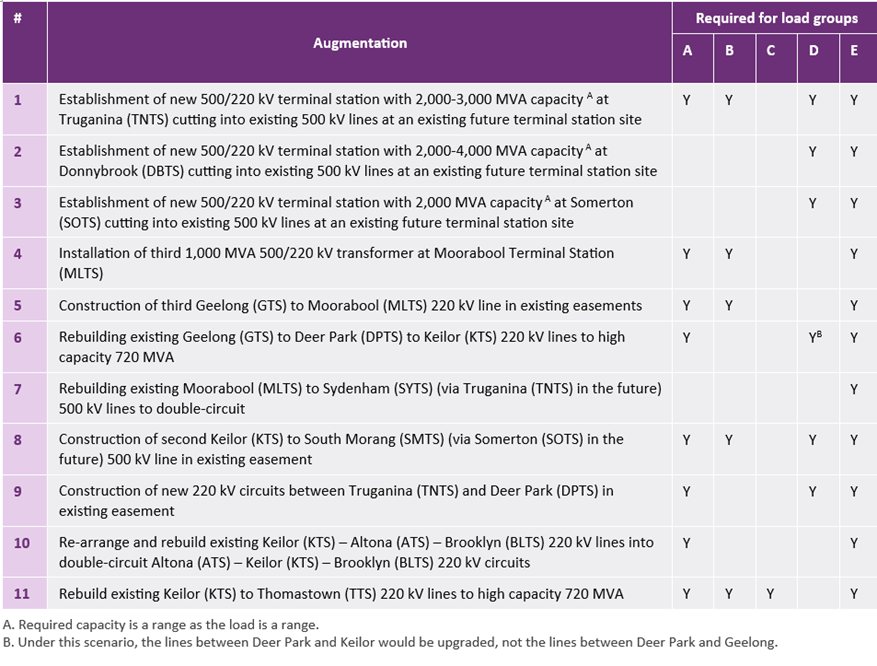 # Augmentation Required for load groups
A B C D E
1 Establishment of new 500/220 kV terminal station with 2,000-3,000 MVA capacity A at Y Y Y Y
Truganina (TNTS) cutting into existing 500 kV lines at an existing future terminal station site
2 Establishment of new 500/220 kV terminal station with 2,000-4,000 MVA capacity A at Y Y
Donnybrook (DBTS) cutting into existing 500 kV lines at an existing future terminal station site
3 Establishment of new 500/220 kV terminal station with 2,000 MVA capacity A at Somerton Y Y
(SOTS) cutting into existing 500 kV lines at an existing future terminal station site
4 Installation of third 1,000 MVA 500/220 kV transformer at Moorabool Terminal Station Y Y Y
(MLTS)
5 Construction of third Geelong (GTS) to Moorabool (MLTS) 220 kV line in existing easements Y Y Y
6 Rebuilding existing Geelong (GTS) to Deer Park (DPTS) to Keilor (KTS) 220 kV lines to high Y YB Y
capacity 720 MVA
7 Rebuilding existing Moorabool (MLTS) to Sydenham (SYTS) (via Truganina (TNTS) in the future) Y
500 kV lines to double-circuit
8 Construction of second Keilor (KTS) to South Morang (SMTS) (via Somerton (SOTS) in the Y Y Y Y
future) 500 kV line in existing easement
9 Construction of new 220 kV circuits between Truganina (TNTS) and Deer Park (DPTS) in Y Y Y
existing easement
10 Re-arrange and rebuild existing Keilor (KTS) – Altona (ATS) – Brooklyn (BLTS) 220 kV lines into Y Y
double-circuit Altona (ATS) – Keilor (KTS) – Brooklyn (BLTS) 220 kV circuits
11 Rebuild existing Keilor (KTS) to Thomastown (TTS) 220 kV lines to high capacity 720 MVA Y Y Y Y
A. Required capacity is a range as the load is a range.
B. Under this scenario, the lines between Deer Park and Keilor would be upgraded, not the lines between Deer Park and Geelong.